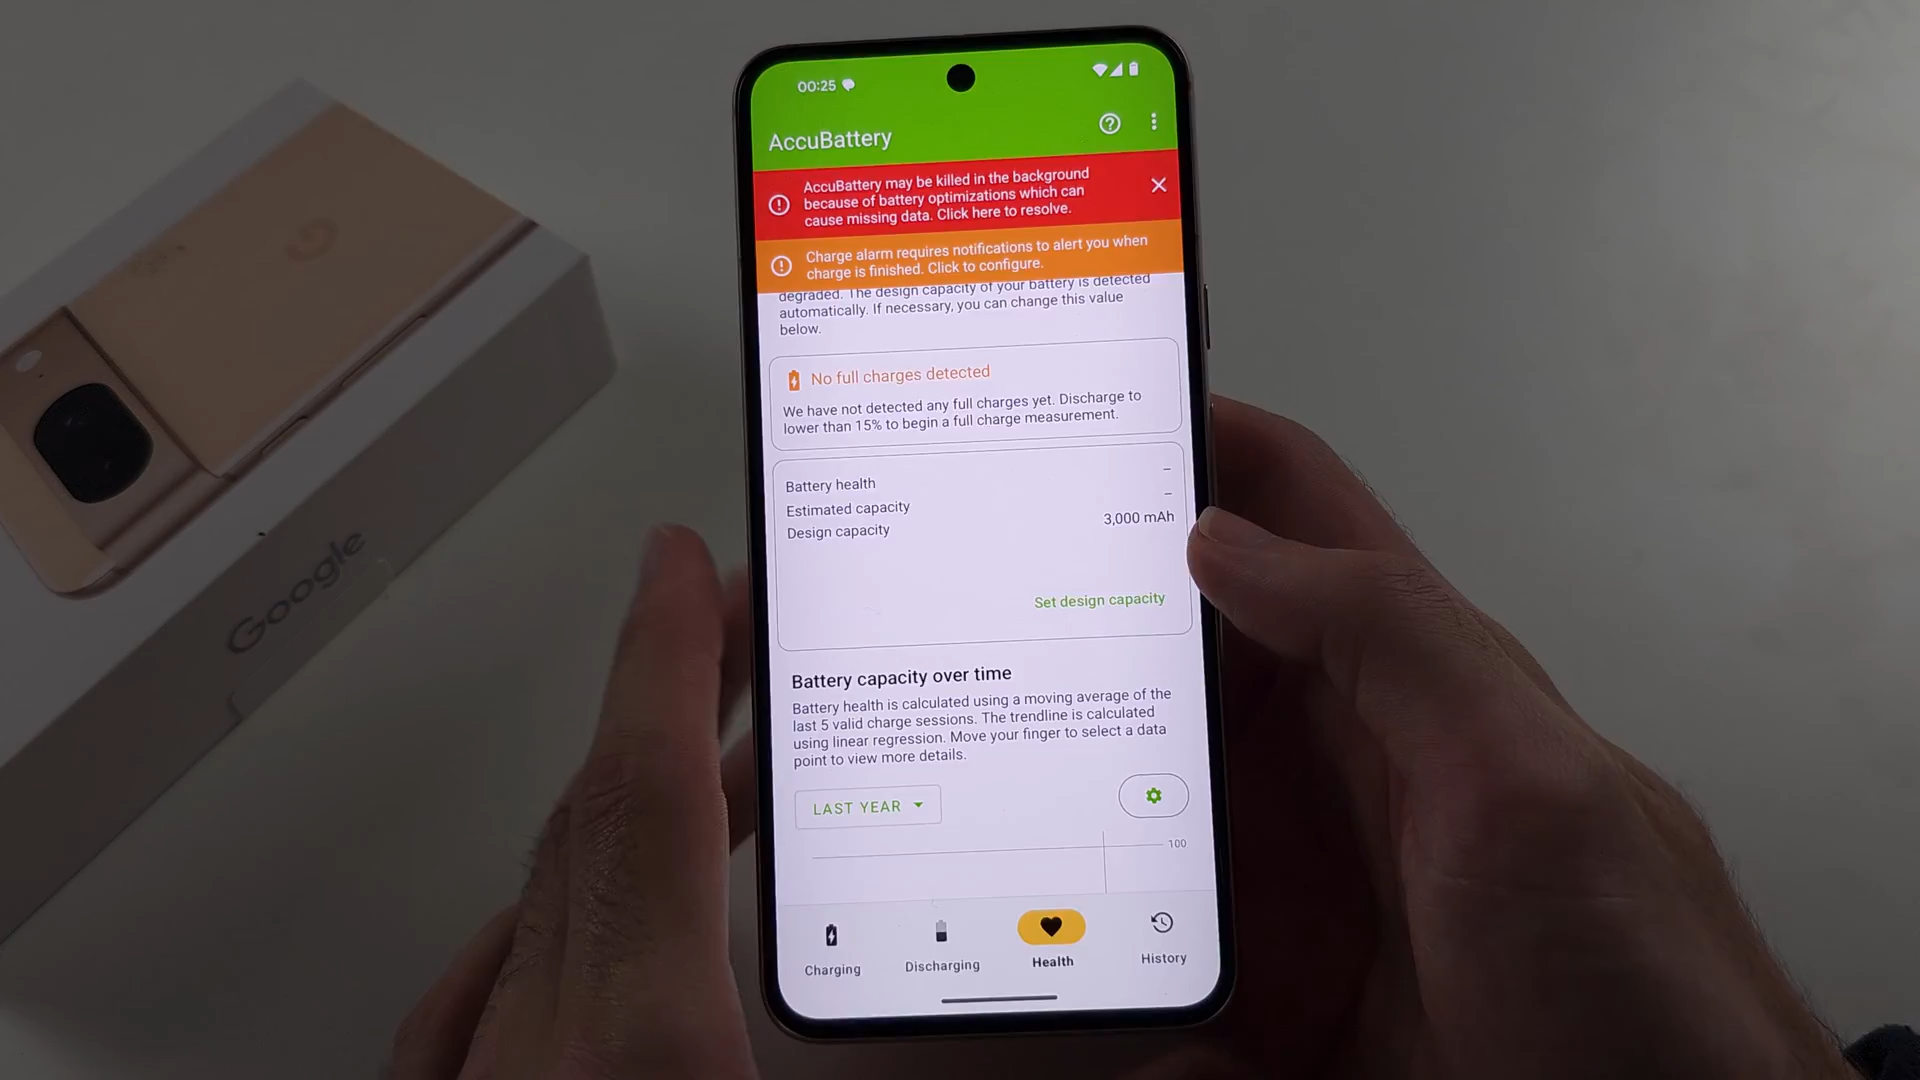 00:25
AccuBattery
AccuBattery may be killed in the background
because of battery optimizations which can
cause missing data. Click here to resolve.
Charge alarm requires notifications to alert you when
charge is finished. Click to configure.
degraded. The design capacity of your battery is detected
automatically. If necessary, you can change this value
below.
No full charges detected
We have not detected any full charges yet. Discharge to
lower than 15% to begin a full charge measurement.
Battery health –
Estimated capacity –
Design capacity 3,000 mAh
Set design capacity
Battery capacity over time
Battery health is calculated using a moving average of the
last 5 valid charge sessions. The trendline is calculated
using linear regression. Move your finger to select a data
point to view more details.
LAST YEAR
100
Charging
Discharging
Health
History
Google